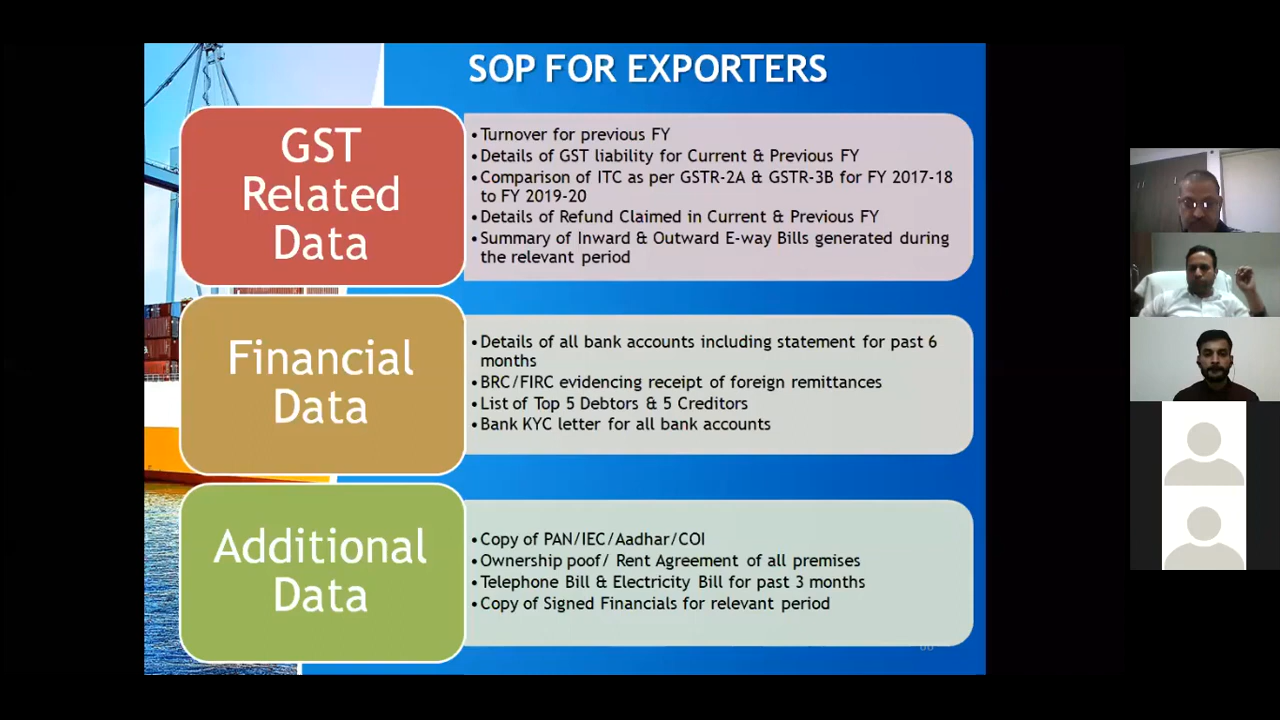 SOP FOR EXPORTERS
GST
Related
Data
•Turnover for previous FY
•Details of GST liability for Current & Previous FY
•Comparison of ITC as per GSTR-2A & GSTR-3B for FY 2017-18
to FY 2019-20
•Details of Refund Claimed in Current & Previous FY
•Summary of Inward & Outward E-way Bills generated during
the relevant period
Financial
Data
•Details of all bank accounts including statement for past 6
months
•BRC/FIRC evidencing receipt of foreign remittances
•List of Top 5 Debtors & 5 Creditors
•Bank KYC letter for all bank accounts
Additional
Data
•Copy of PAN/IEC/Aadhar/COI
•Ownership poof/ Rent Agreement of all premises
•Telephone Bill & Electricity Bill for past 3 months
•Copy of Signed Financials for relevant period